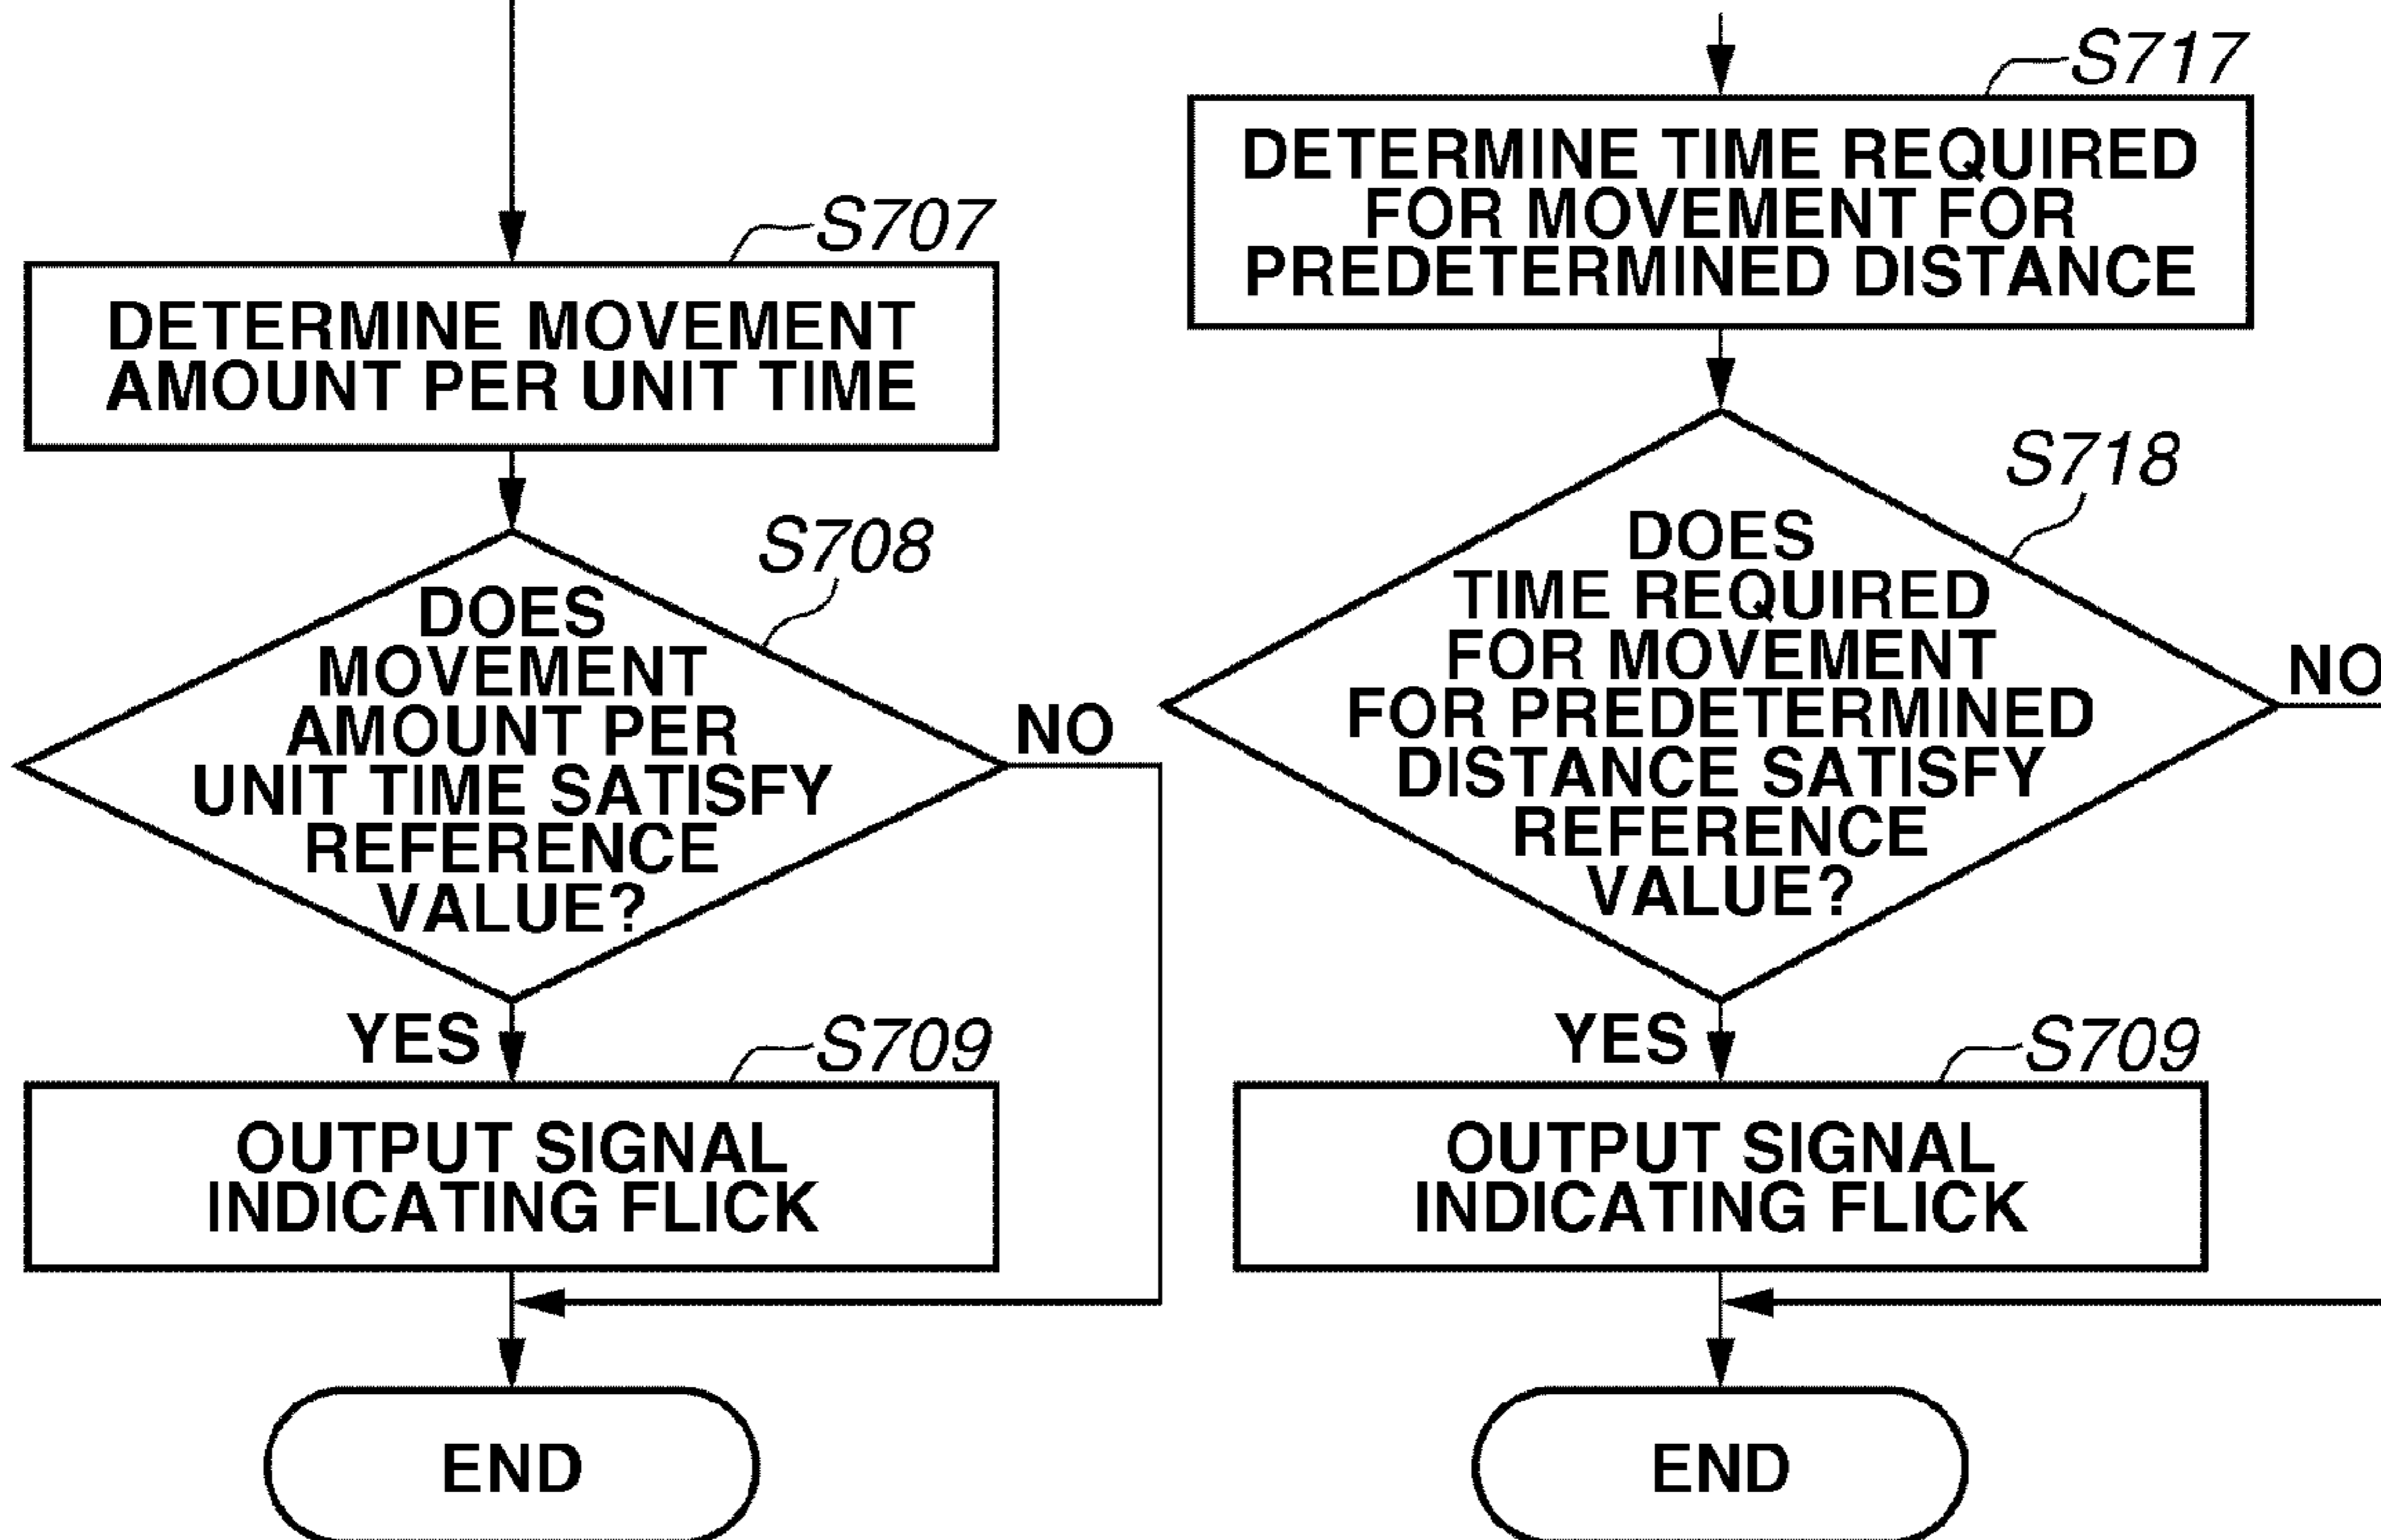 S707
DETERMINE MOVEMENT
AMOUNT PER UNIT TIME
S708
DOES
MOVEMENT
AMOUNT PER
UNIT TIME SATISFY
REFERENCE
VALUE?
NO
YES
S709
OUTPUT SIGNAL
INDICATING FLICK
END
S717
DETERMINE TIME REQUIRED
FOR MOVEMENT FOR
PREDETERMINED DISTANCE
S718
DOES
TIME REQUIRED
FOR MOVEMENT
FOR PREDETERMINED
DISTANCE SATISFY
REFERENCE
VALUE?
NO
YES
S709
OUTPUT SIGNAL
INDICATING FLICK
END